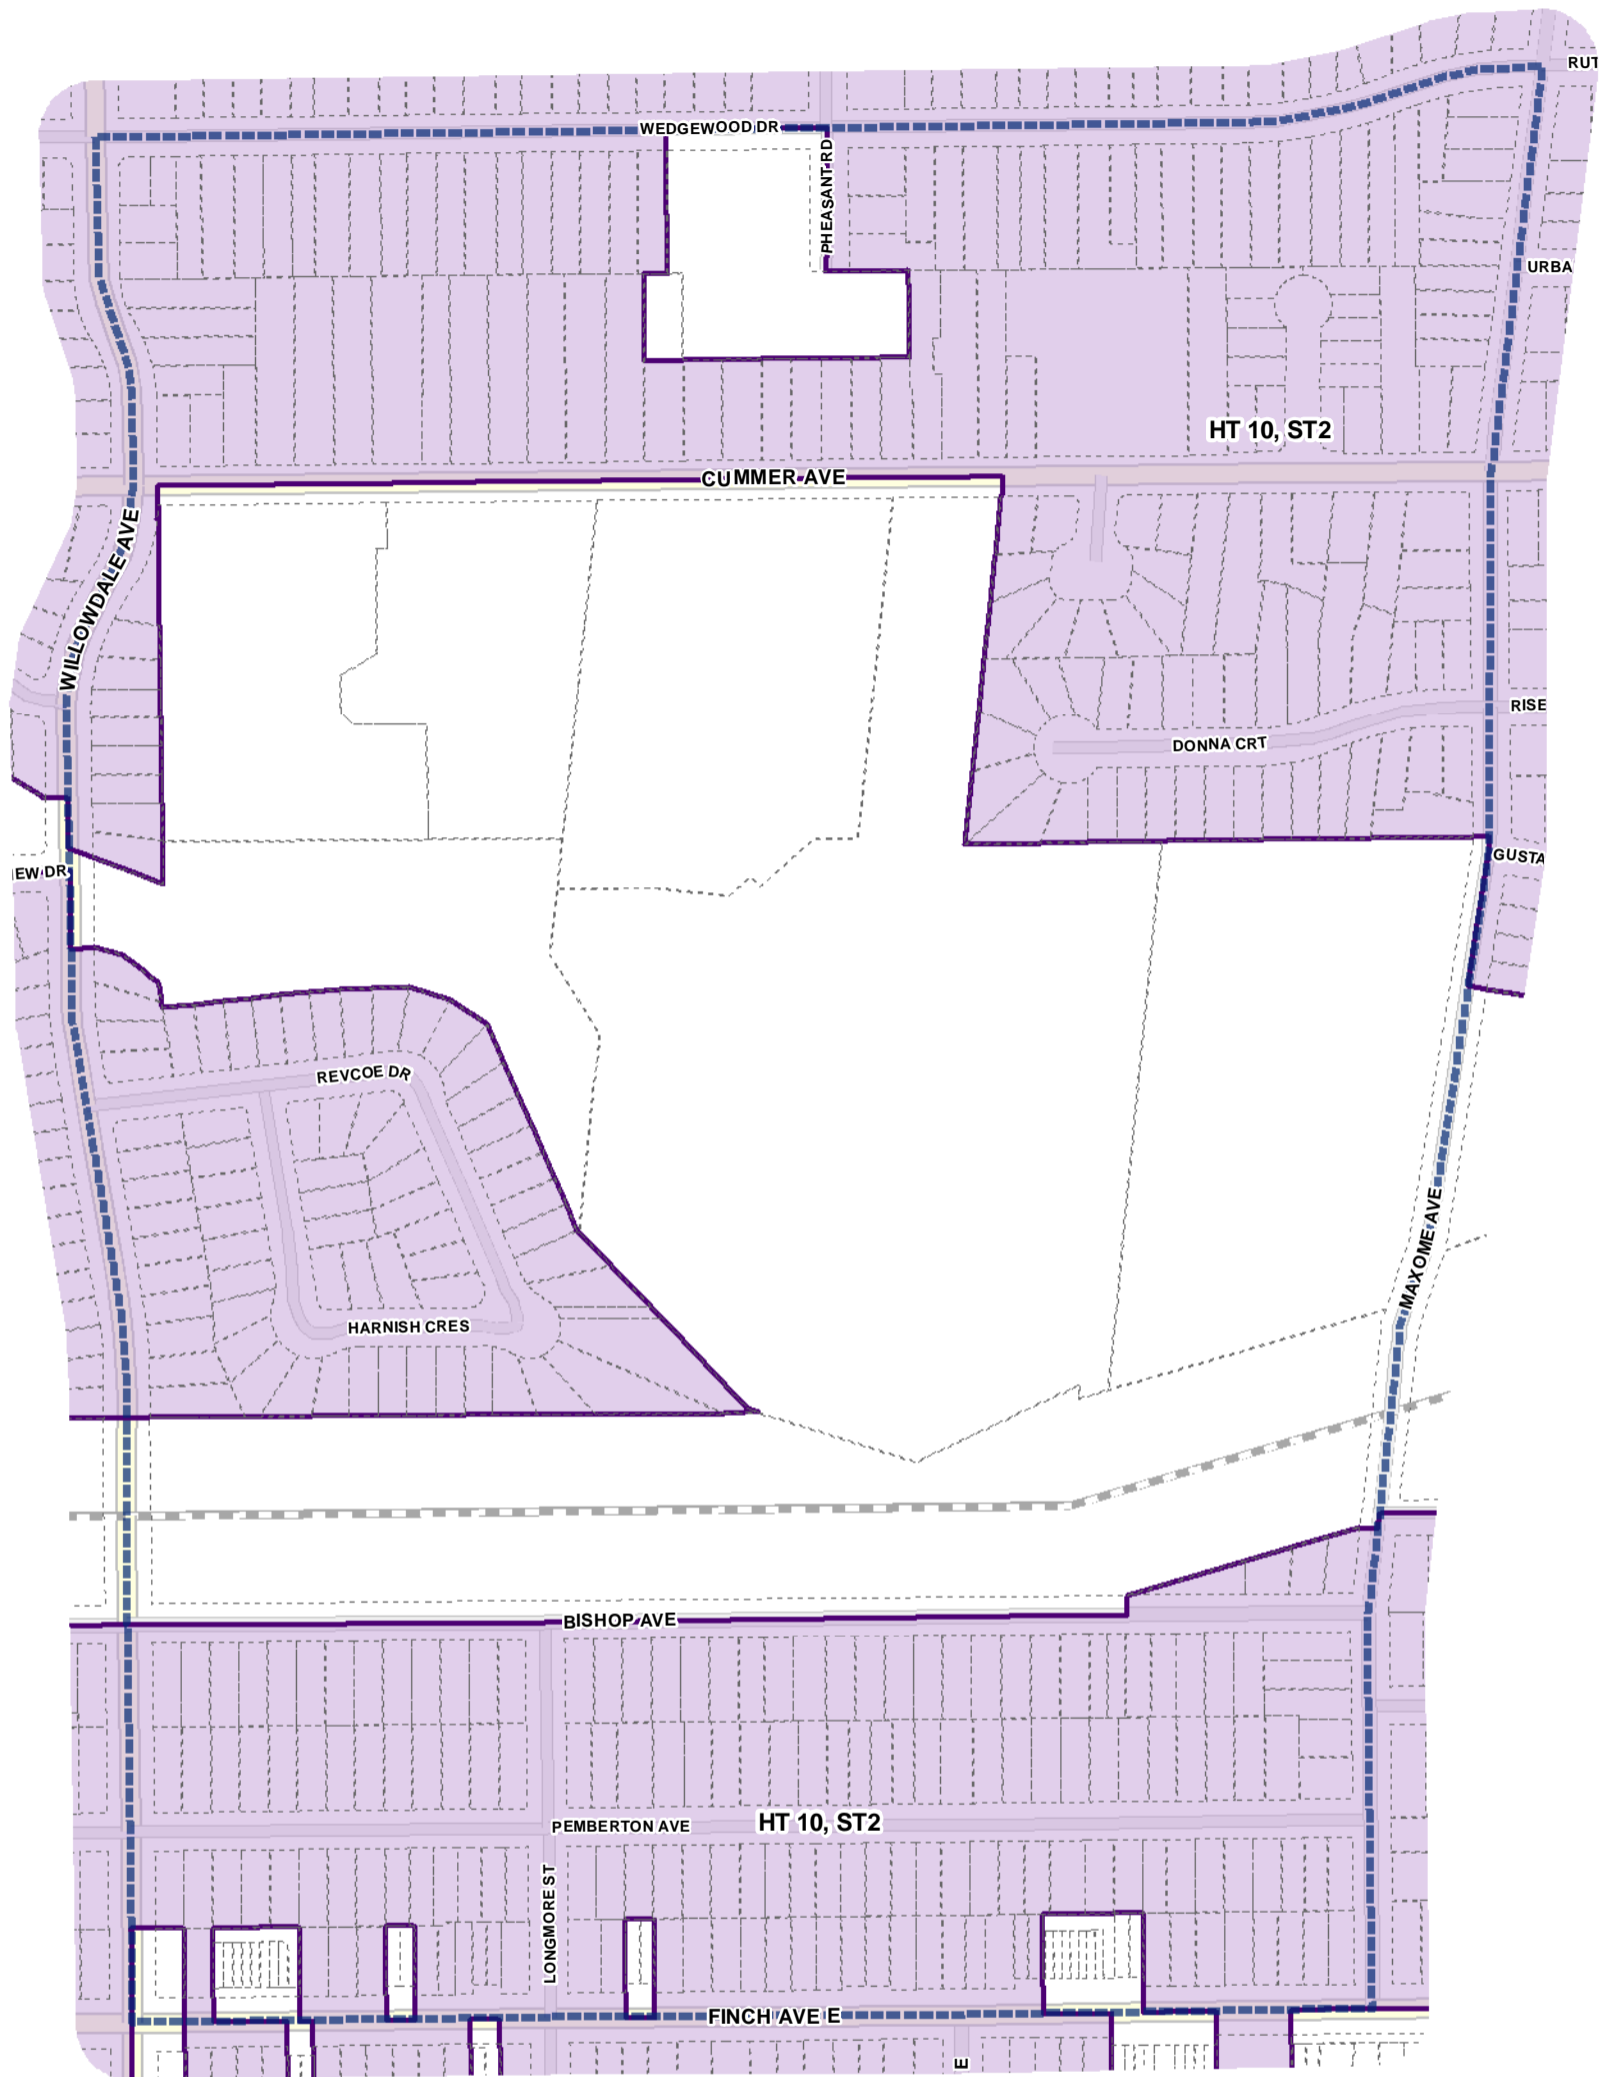 RUT
WEDGEWOOD DR
PHEASANT RD
URBA
HT 10, ST2
CUMMER AVE
WILLOWDALE AVE
RISE
DONNA CRT
GUSTA
EW DR
REVCOE DR
MAXOME AVE
HARNISH CRES
BISHOP AVE
HT 10, ST2
PEMBERTON AVE
LONGMORE ST
FINCH AVE E
E